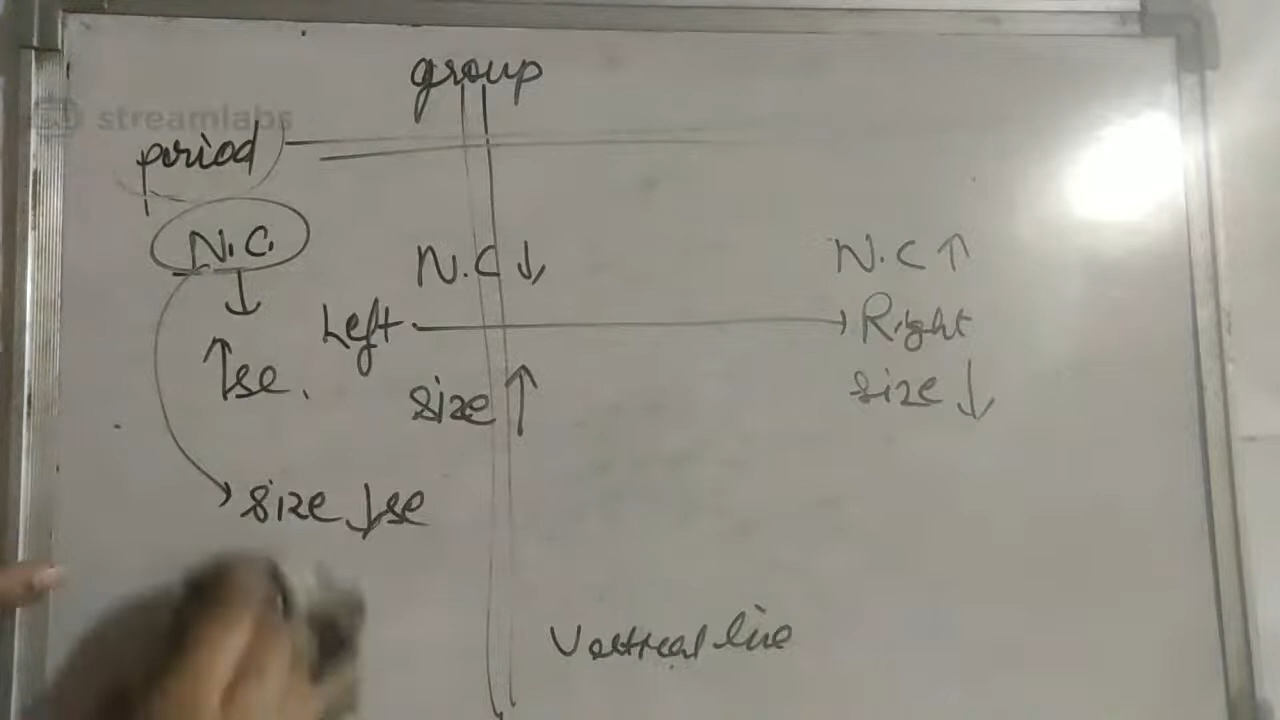 group
streamlabs
period
N.C.
N.C ↓
N.C ↑
↓
Left → Right
↑se.
size ↑
size ↓
size ↓se
Vertical line